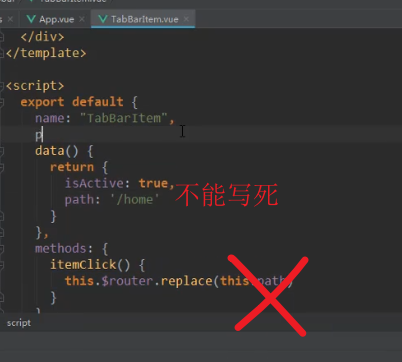 App.vue × TabBarItem.vue ×
</div>
</template>
<script>
export default {
name: "TabBarItem",
p
data() {
return {
isActive: true,
path: '/home' 不能写死
}
},
methods: {
itemClick() {
this.$router.replace(this.path)
}
script